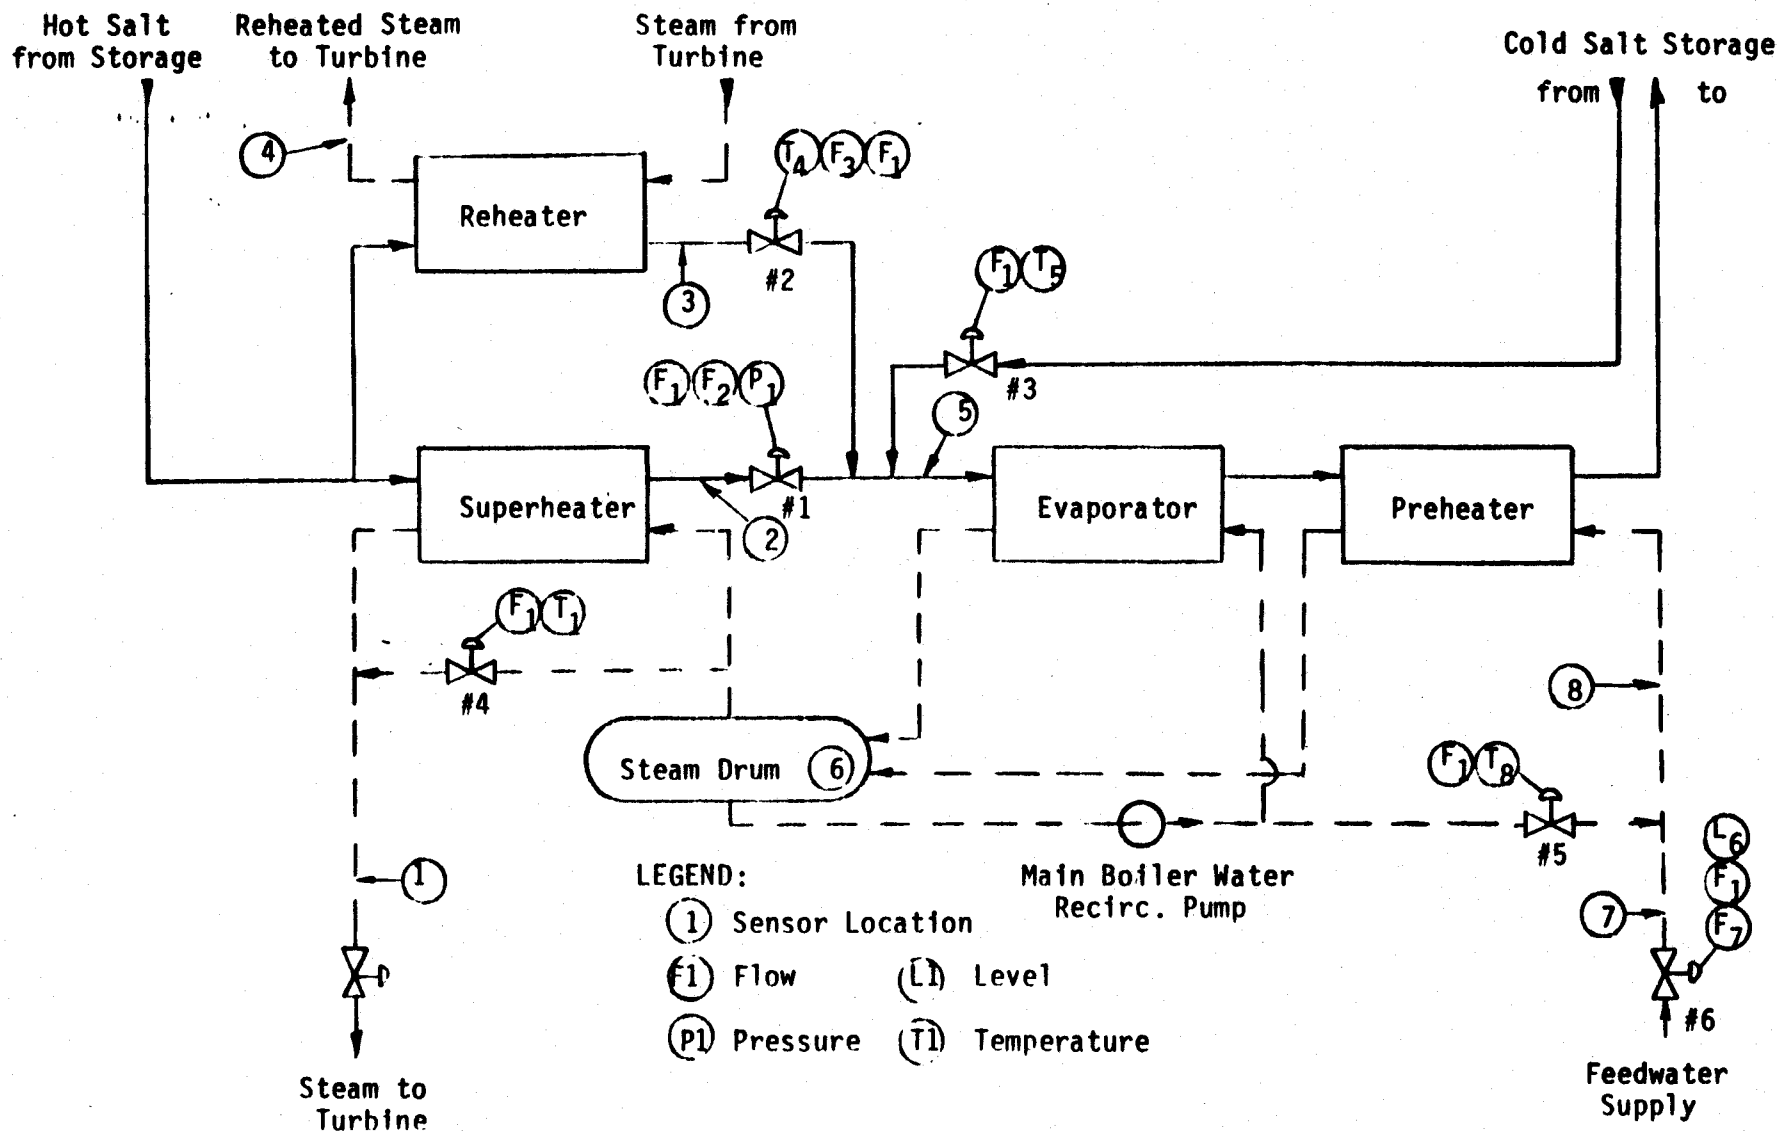 Hot Salt
from Storage
Reheated Steam
to Turbine
Steam from
Turbine
Cold Salt Storage
from to
4
T4 F3 F1
Reheater
#2
3
F1 T5
#3
F1 F2 P1
5
#1
2
Superheater
Evaporator
Preheater
F1 T1
#4
8
Steam Drum 6
F1 T8
#5
L6
F1
F7
7
#6
1
Main Boiler Water
Recirc. Pump
LEGEND:
1 Sensor Location
F1 Flow
L1 Level
P1 Pressure
T1 Temperature
Steam to
Turbine
Feedwater
Supply